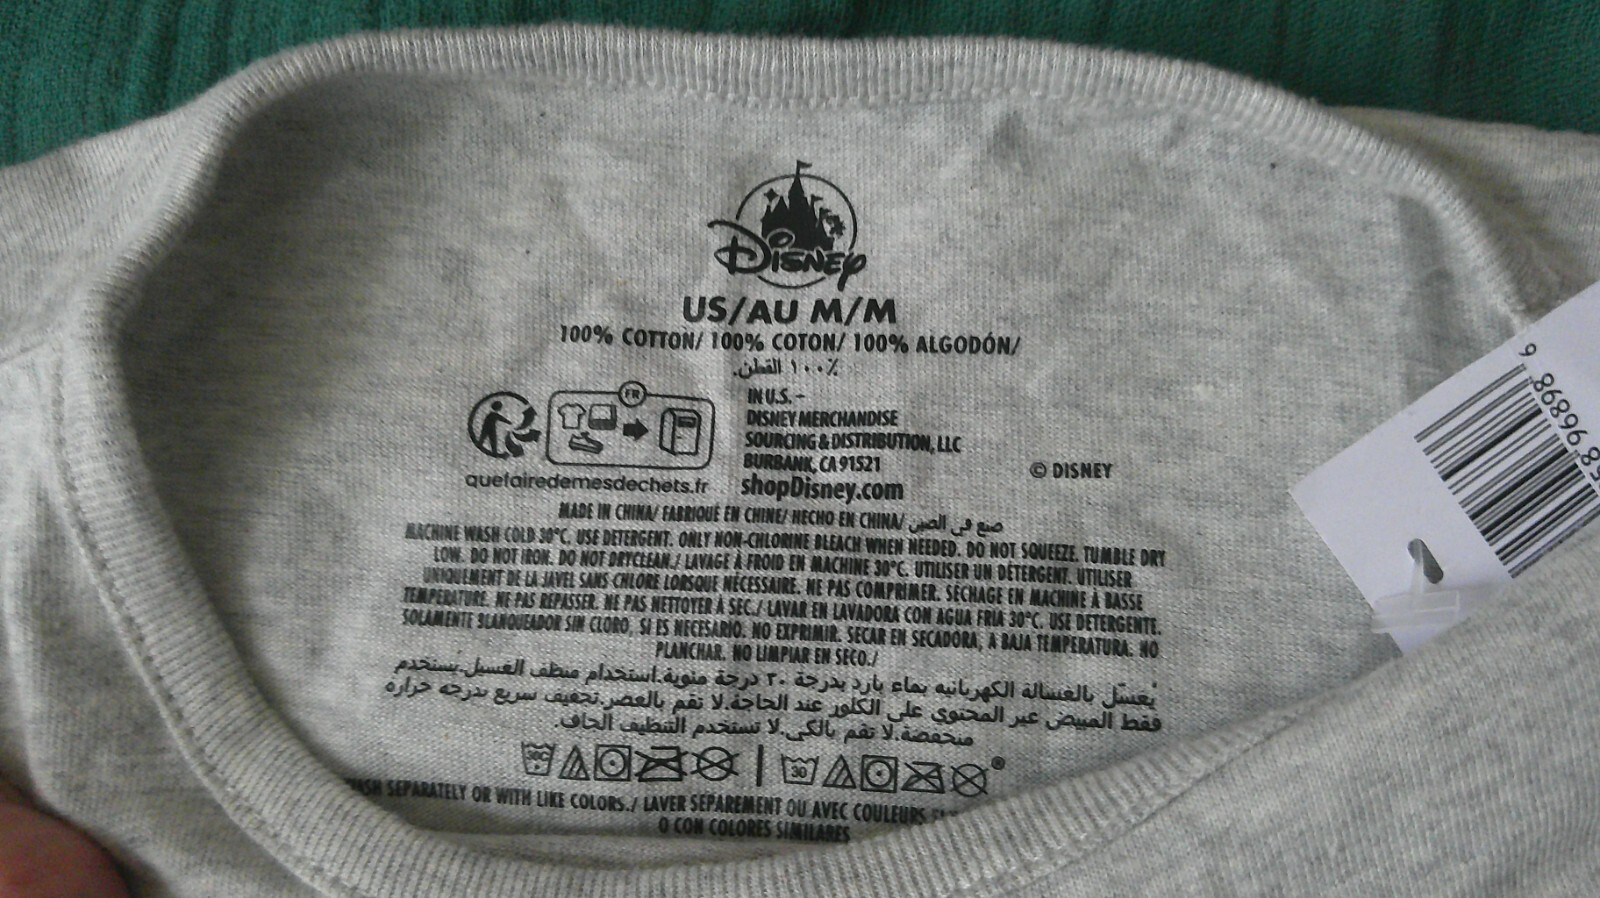 DISNEY
US/AU M/M
100% COTTON/ 100% COTON/ 100% ALGODÓN/
٪١٠٠ القطن.
FR
quefairedemesdechets.fr
IN U.S. –
DISNEY MERCHANDISE
SOURCING & DISTRIBUTION, LLC
BURBANK, CA 91521
shopDisney.com
© DISNEY
MADE IN CHINA/ FABRIQUÉ EN CHINE/ HECHO EN CHINA/ صنع في الصين
MACHINE WASH COLD 30°C. USE DETERGENT. ONLY NON-CHLORINE BLEACH WHEN NEEDED. DO NOT SQUEEZE. TUMBLE DRY
LOW. DO NOT IRON. DO NOT DRYCLEAN./ LAVAGE À FROID EN MACHINE 30°C. UTILISER UN DÉTERGENT. UTILISER
UNIQUEMENT DE LA JAVEL SANS CHLORE LORSQUE NÉCESSAIRE. NE PAS COMPRIMER. SÉCHAGE EN MACHINE À BASSE
TEMPÉRATURE. NE PAS REPASSER. NE PAS NETTOYER À SEC./ LAVAR EN LAVADORA CON AGUA FRIA 30°C. USE DETERGENTE.
SOLAMENTE BLANQUEADOR SIN CLORO, SI ES NECESARIO. NO EXPRIMIR. SECAR EN SECADORA, A BAJA TEMPERATURA. NO
PLANCHAR. NO LIMPIAR EN SECO./
يُغسّل بالغسالة الكهربائية بماء بارد بدرجة ٣٠ درجة مئوية.استخدام منظف الغسيل.يستخدم
فقط المبيض غير المحتوي على الكلور عند الحاجة.لا تقم بالعصر.تجفيف سريع بدرجة حرارة
منخفضة.لا تقم بالكي.لا تستخدم التنظيف الجاف.
30C
30
®
SEPARATELY OR WITH LIKE COLORS./ LAVER SÉPARÉMENT OU AVEC COULEURS
O CON COLORES SIMILARES
96898 6